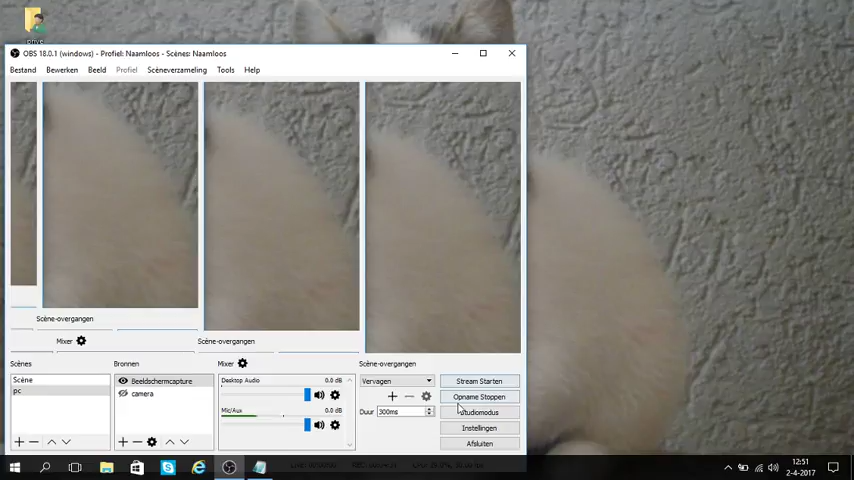 prive
OBS 18.0.1 (windows) - Profiel: Naamloos - Scènes: Naamloos
Bestand Bewerken Beeld Profiel Scèneverzameling Tools Help
Scène-overgangen
Mixer
Scène-overgangen
Scènes Bronnen Mixer Scène-overgangen
Scène
pc
Beeldschermcapture
camera
Desktop Audio 0.0 dB
Mic/Aux 0.0 dB
Vervagen
Duur 300ms
Stream Starten
Opname Stoppen
Studiomodus
Instellingen
Afsluiten
12:51
2-4-2017